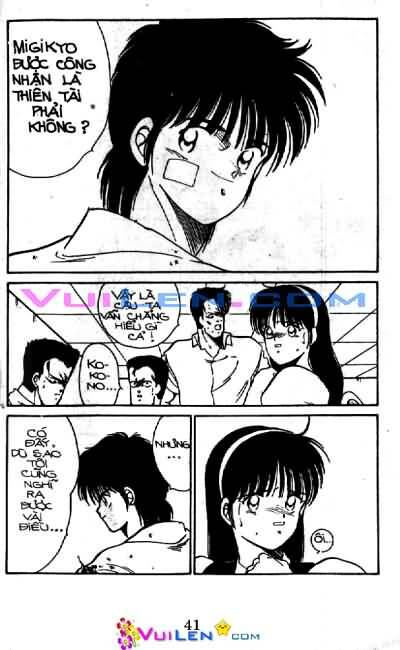 MIGIKYO
ĐƯỢC CÔNG
NHẬN LÀ
THIÊN TÀI
PHẢI
KHÔNG?
VẬY LÀ
CẬU TA
VẪN CHẲNG
HIỂU GÌ
CẢ!
VUILEN.COM
KO-
KO-
NO...
CÓ
ĐẤY.
DÙ SAO
TÔI
CŨNG
NGHĨ
RA
ĐƯỢC
VÀI
ĐIỀU...
NHƯNG
...
ÔI...
41
VUILEN.COM